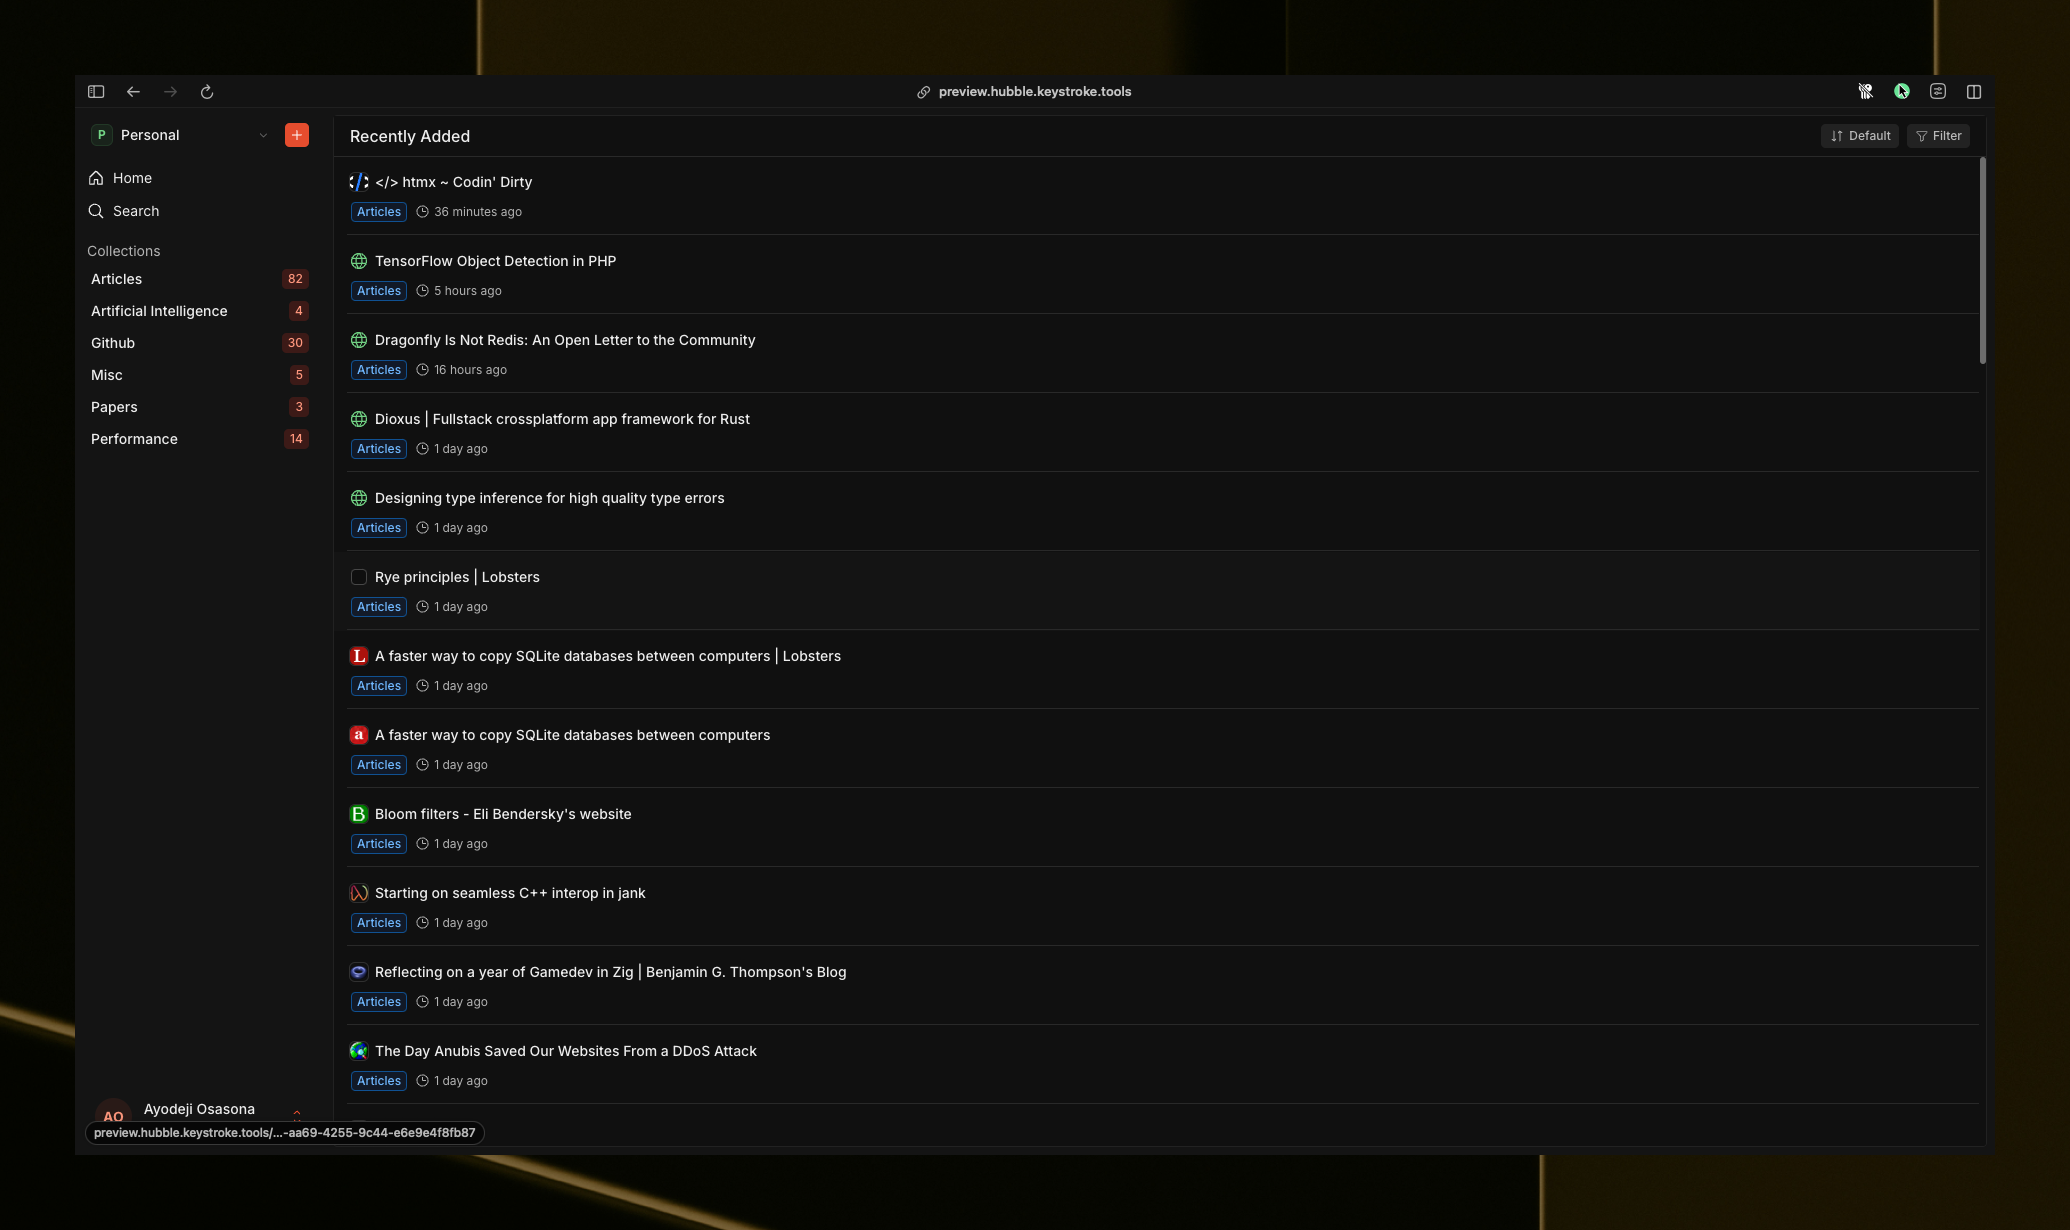 preview.hubble.keystroke.tools
P Personal
Home
Search
Collections
Articles 82
Artificial Intelligence 4
Github 30
Misc 5
Papers 3
Performance 14
Recently Added
Default Filter
</> htmx ~ Codin' Dirty
Articles 36 minutes ago
TensorFlow Object Detection in PHP
Articles 5 hours ago
Dragonfly Is Not Redis: An Open Letter to the Community
Articles 16 hours ago
Dioxus | Fullstack crossplatform app framework for Rust
Articles 1 day ago
Designing type inference for high quality type errors
Articles 1 day ago
Rye principles | Lobsters
Articles 1 day ago
L A faster way to copy SQLite databases between computers | Lobsters
Articles 1 day ago
a A faster way to copy SQLite databases between computers
Articles 1 day ago
B Bloom filters - Eli Bendersky's website
Articles 1 day ago
Starting on seamless C++ interop in jank
Articles 1 day ago
Reflecting on a year of Gamedev in Zig | Benjamin G. Thompson's Blog
Articles 1 day ago
The Day Anubis Saved Our Websites From a DDoS Attack
Articles 1 day ago
AO Ayodeji Osasona
preview.hubble.keystroke.tools/...-aa69-4255-9c44-e6e9e4f8fb87